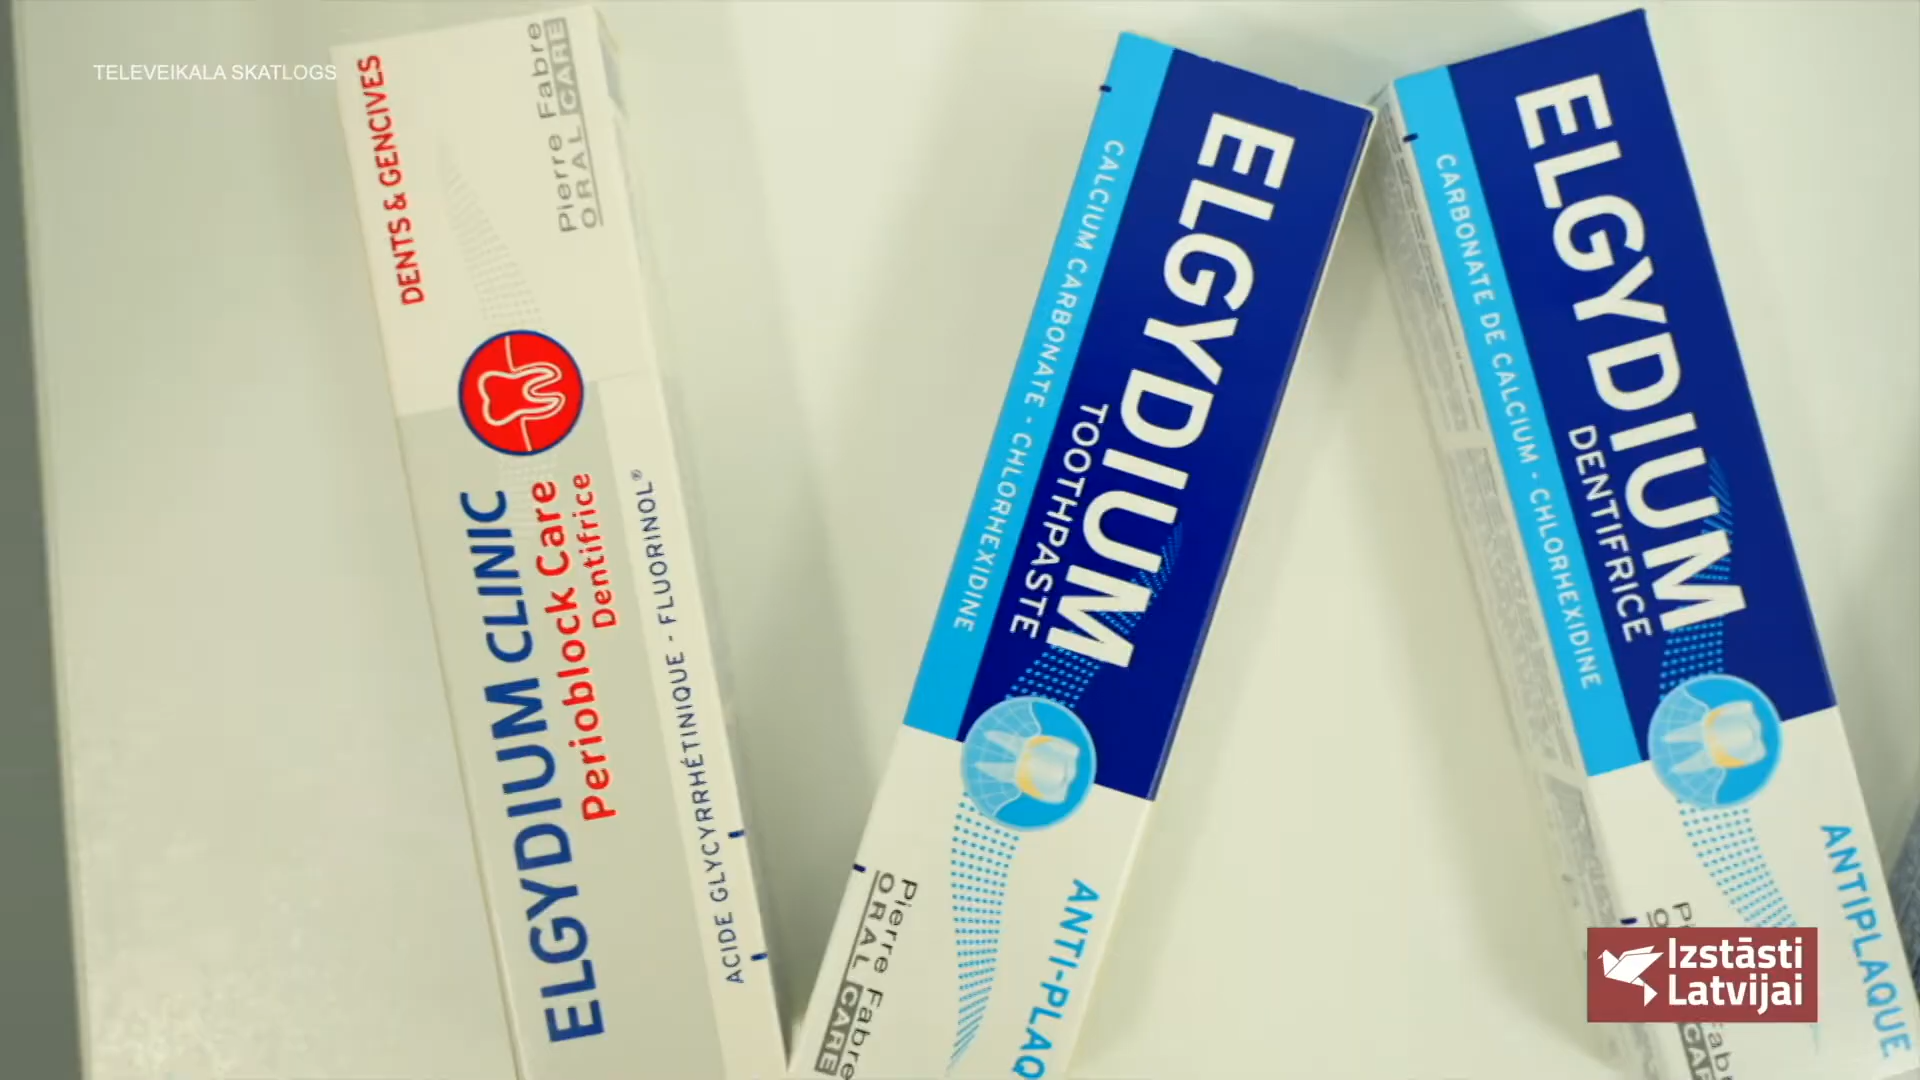 TELEVEIKALA SKATLOGS
DENTS & GENCIVES
Pierre Fabre
ORAL CARE
ELGYDIUM CLINIC
Perioblock Care
Dentifrice
ACIDE GLYCYRRHÉTINIQUE - FLUORINOL®
CALCIUM CARBONATE - CHLORHEXIDINE
ELGYDIUM
TOOTHPASTE
ANTI-PLAQ
Pierre Fabre
ORAL CARE
CARBONATE DE CALCIUM - CHLORHEXIDINE
ELGYDIUM
DENTIFRICE
ANTIPLAQUE
Izstāsti
Latvijai